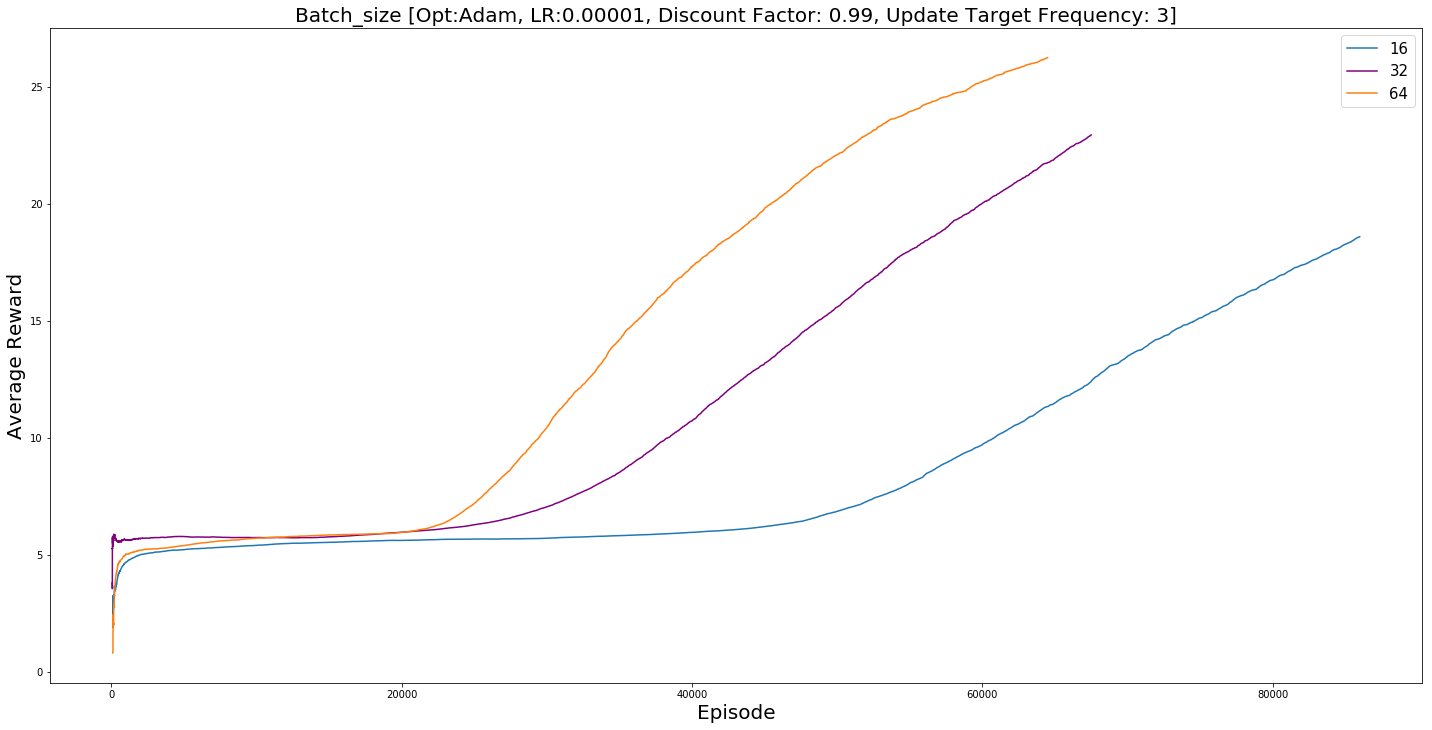 Batch_size [Opt:Adam, LR:0.00001, Discount Factor: 0.99, Update Target Frequency: 3]
16
32
64
25
20
15
10
5
0
Average Reward
0 20000 40000 60000 80000
Episode